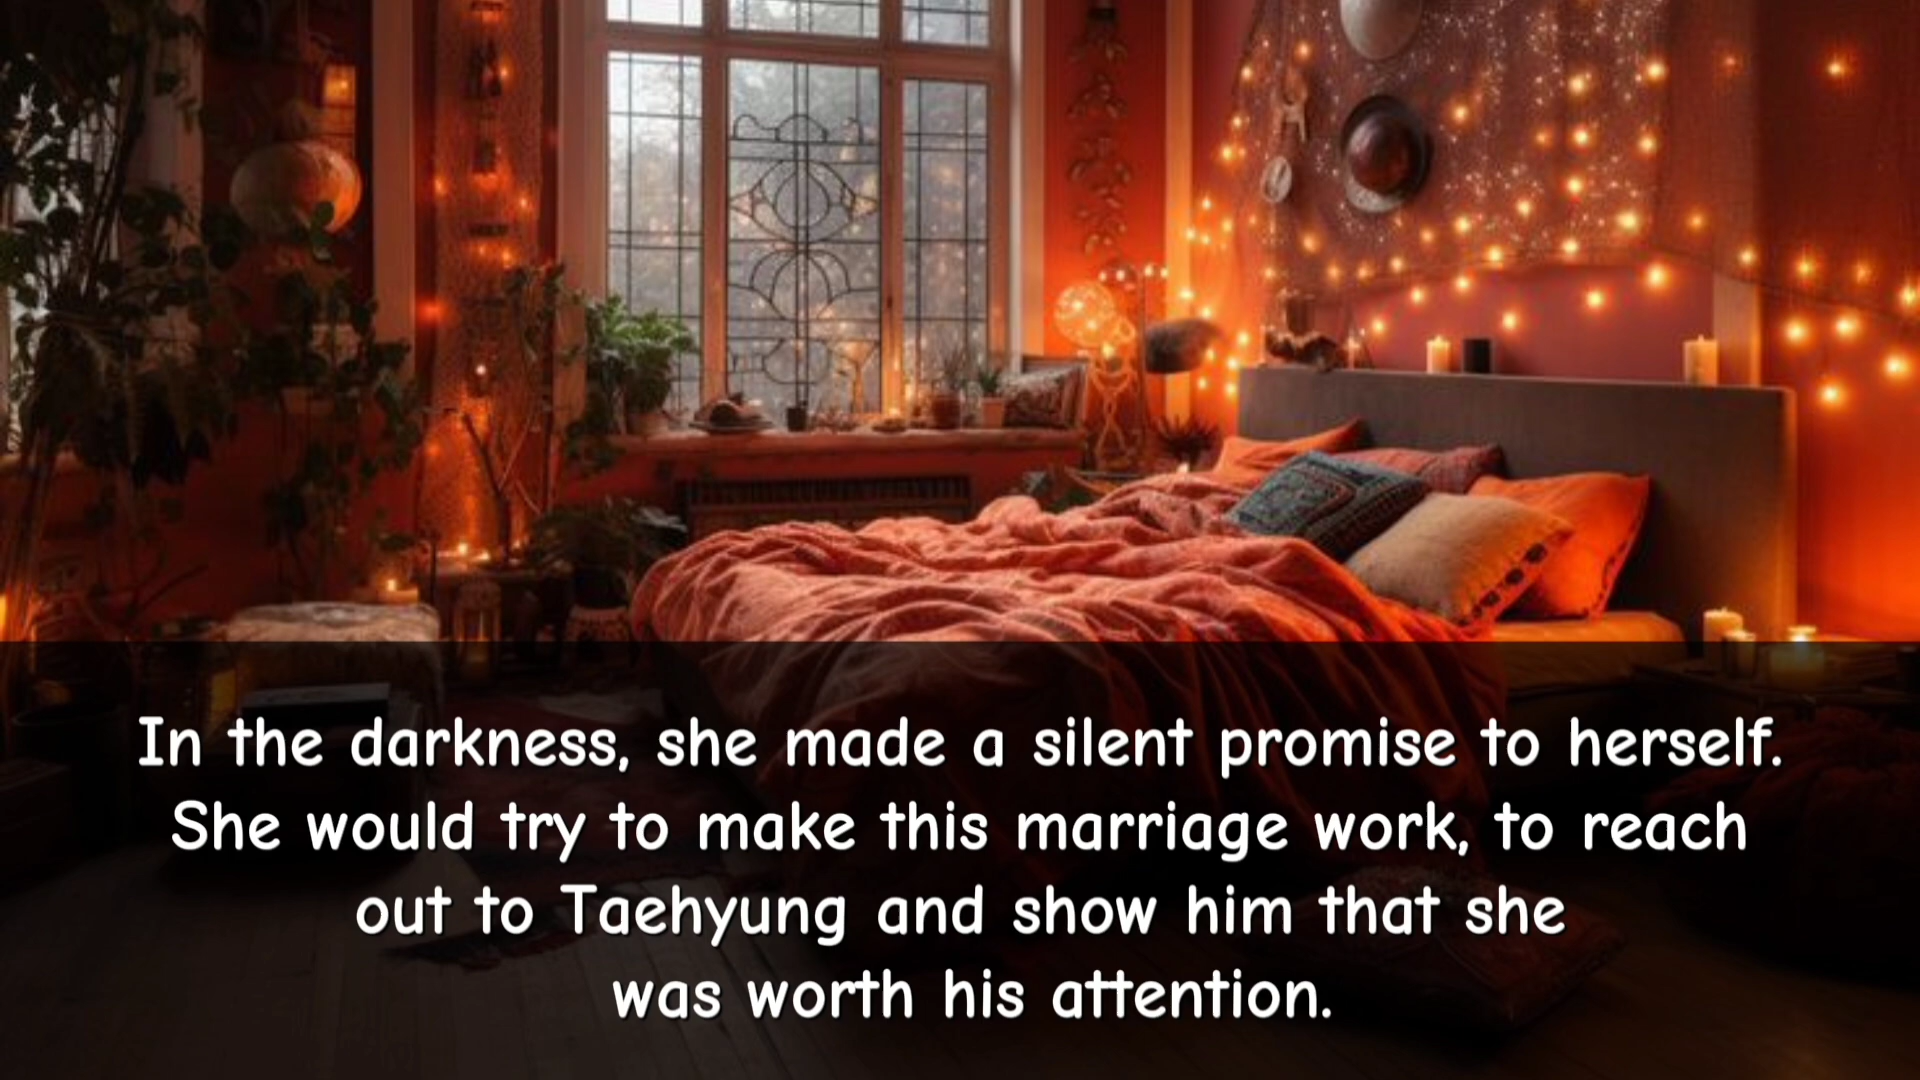 In the darkness, she made a silent promise to herself.
She would try to make this marriage work, to reach
out to Taehyung and show him that she
was worth his attention.